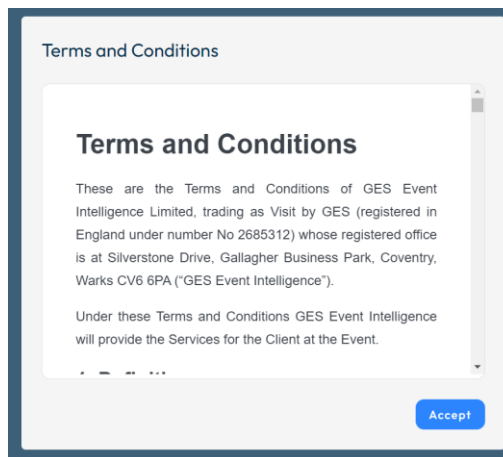 Terms and Conditions
Terms and Conditions
These are the Terms and Conditions of GES Event
Intelligence Limited, trading as Visit by GES (registered in
England under number No 2685312) whose registered office
is at Silverstone Drive, Gallagher Business Park, Coventry,
Warks CV6 6PA (“GES Event Intelligence”).
Under these Terms and Conditions GES Event Intelligence
will provide the Services for the Client at the Event.
Accept